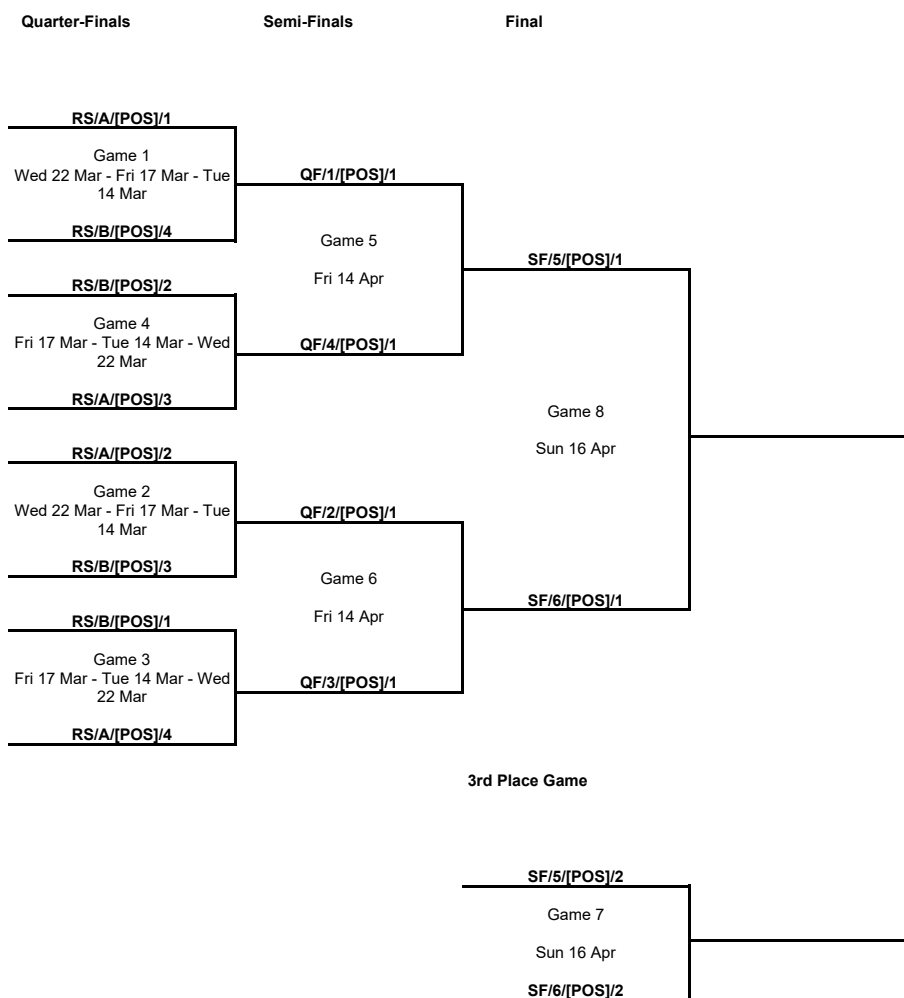 Quarter-Finals Semi-Finals Final
RS/A/[POS]/1
Game 1
Wed 22 Mar - Fri 17 Mar - Tue
14 Mar
RS/B/[POS]/4
RS/B/[POS]/2
Game 4
Fri 17 Mar - Tue 14 Mar - Wed
22 Mar
RS/A/[POS]/3
RS/A/[POS]/2
Game 2
Wed 22 Mar - Fri 17 Mar - Tue
14 Mar
RS/B/[POS]/3
RS/B/[POS]/1
Game 3
Fri 17 Mar - Tue 14 Mar - Wed
22 Mar
RS/A/[POS]/4
QF/1/[POS]/1
Game 5
Fri 14 Apr
QF/4/[POS]/1
QF/2/[POS]/1
Game 6
Fri 14 Apr
QF/3/[POS]/1
SF/5/[POS]/1
Game 8
Sun 16 Apr
SF/6/[POS]/1
3rd Place Game
SF/5/[POS]/2
Game 7
Sun 16 Apr
SF/6/[POS]/2